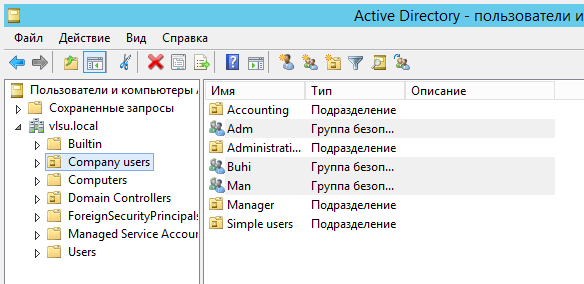 Active Directory - пользователи и
Файл Действие Вид Справка
Пользователи и компьютеры
Сохраненные запросы
vlsu.local
Builtin
Company users
Computers
Domain Controllers
ForeignSecurityPrincipals
Managed Service Accou
Users
Имя Тип Описание
Accounting Подразделение
Adm Группа безоп...
Administrati... Подразделение
Buhi Группа безоп...
Man Группа безоп...
Manager Подразделение
Simple users Подразделение